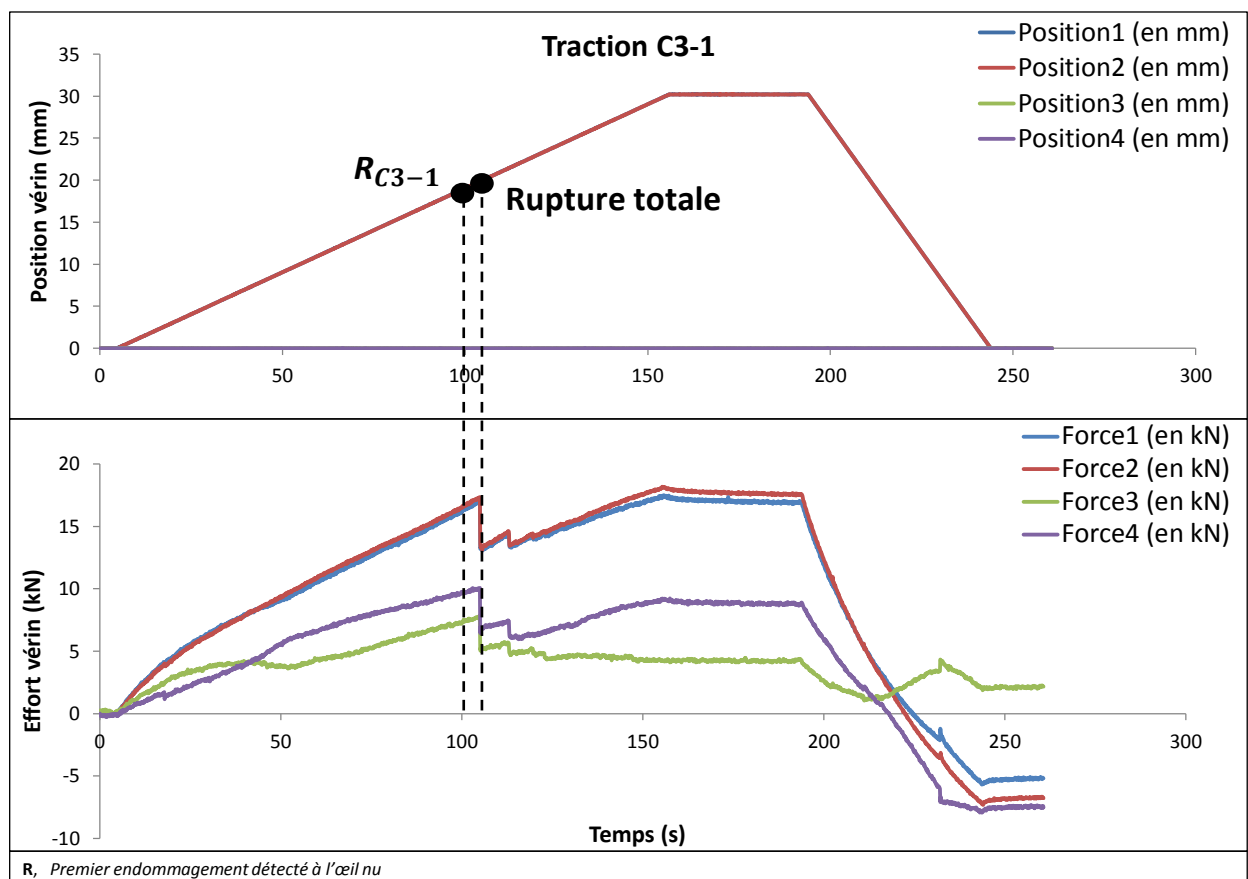 Traction C3-1
Position1 (en mm)
Position2 (en mm)
Position3 (en mm)
Position4 (en mm)
Position vérin (mm)
35
30
25
20
15
10
5
0
0
50
100
150
200
250
300
R_{C3-1}
Rupture totale
Force1 (en kN)
Force2 (en kN)
Force3 (en kN)
Force4 (en kN)
Effort vérin (kN)
20
15
10
5
0
-5
-10
0
50
100
150
200
250
300
Temps (s)
R, Premier endommagement détecté à l'œil nu